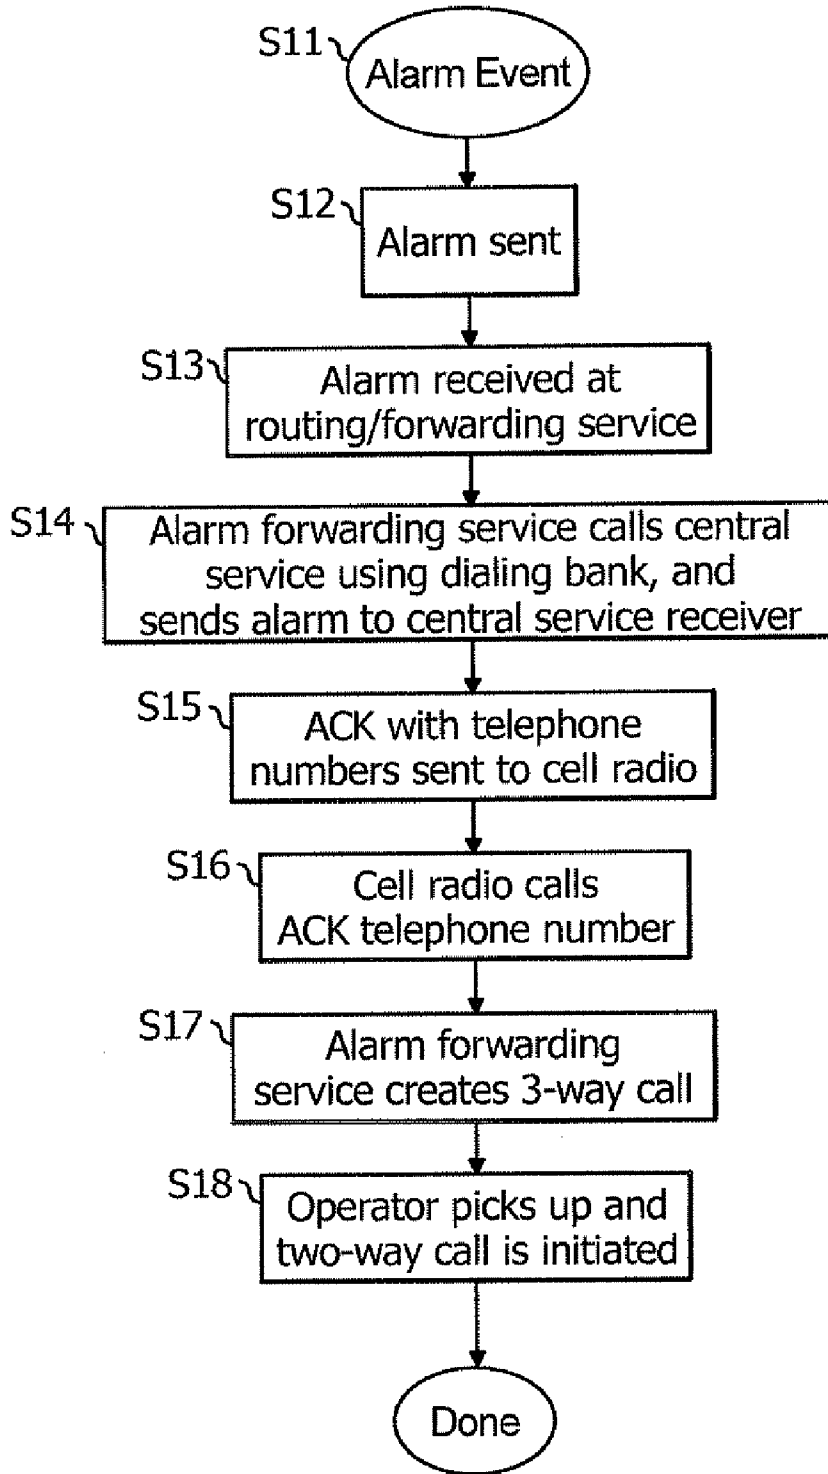 S11
Alarm Event
S12
Alarm sent
S13
Alarm received at
routing/forwarding service
S14
Alarm forwarding service calls central
service using dialing bank, and
sends alarm to central service receiver
S15
ACK with telephone
numbers sent to cell radio
S16
Cell radio calls
ACK telephone number
S17
Alarm forwarding
service creates 3-way call
S18
Operator picks up and
two-way call is initiated
Done